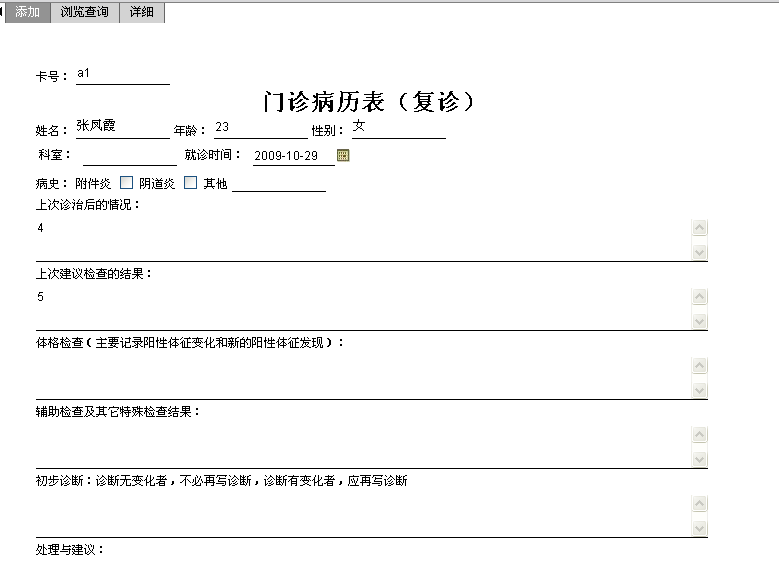 添加 浏览查询 详细
卡号： a1
门诊病历表（复诊）
姓名： 张凤霞 年龄： 23 性别： 女
科室： 就诊时间： 2009-10-29
病史： 附件炎 阴道炎 其他
上次诊治后的情况：
4
上次建议检查的结果：
5
体格检查（主要记录阳性体征变化和新的阳性体征发现）：
辅助检查及其它特殊检查结果：
初步诊断：诊断无变化者，不必再写诊断，诊断有变化者，应再写诊断
处理与建议：